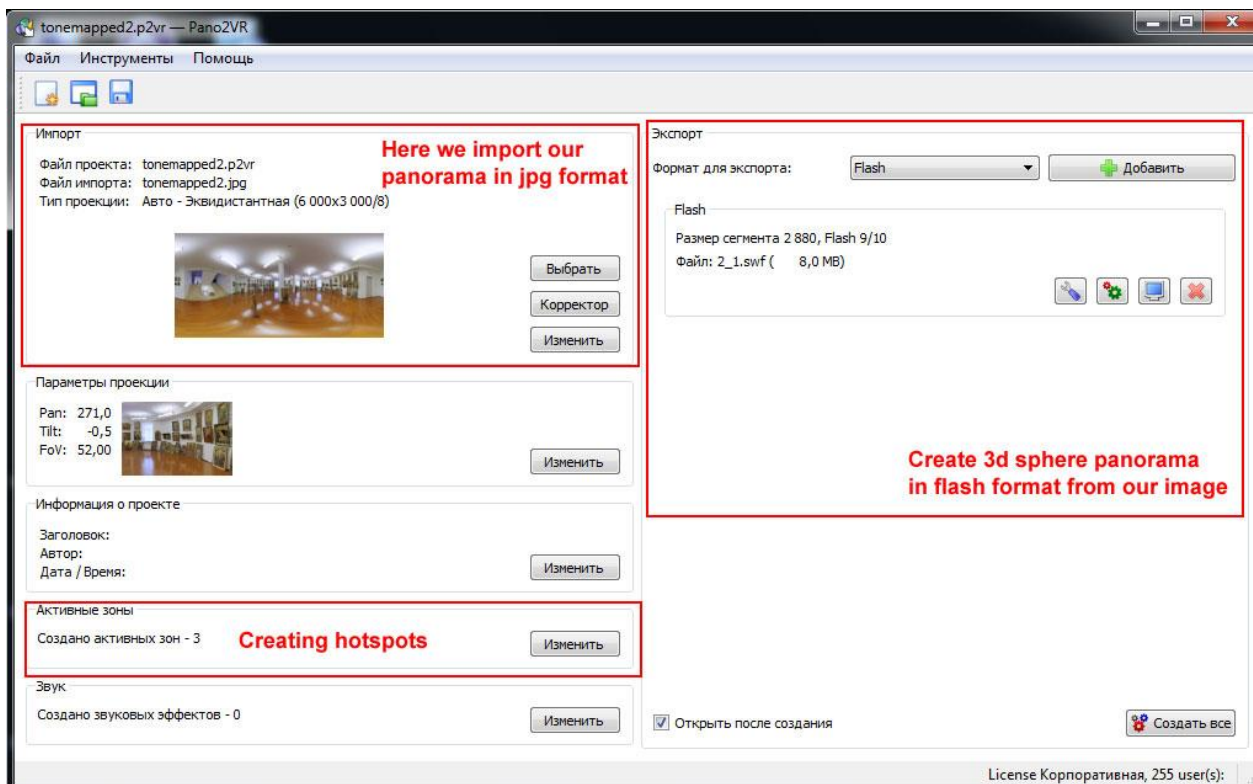 tonemapped2.p2vr — Pano2VR
Файл Инструменты Помощь
Импорт
Файл проекта: tonemapped2.p2vr
Файл импорта: tonemapped2.jpg
Тип проекции: Авто - Эквидистантная (6 000x3 000/8)
Here we import our
panorama in jpg format
Выбрать
Корректор
Изменить
Параметры проекции
Pan: 271,0
Tilt: -0,5
FoV: 52,00
Изменить
Информация о проекте
Заголовок:
Автор:
Дата / Время:
Изменить
Активные зоны
Создано активных зон - 3
Creating hotspots
Изменить
Звук
Создано звуковых эффектов - 0
Изменить
Экспорт
Формат для экспорта: Flash Добавить
Flash
Размер сегмента 2 880, Flash 9/10
Файл: 2_1.swf ( 8,0 MB)
Create 3d sphere panorama
in flash format from our image
Открыть после создания
Создать все
License Корпоративная, 255 user(s):